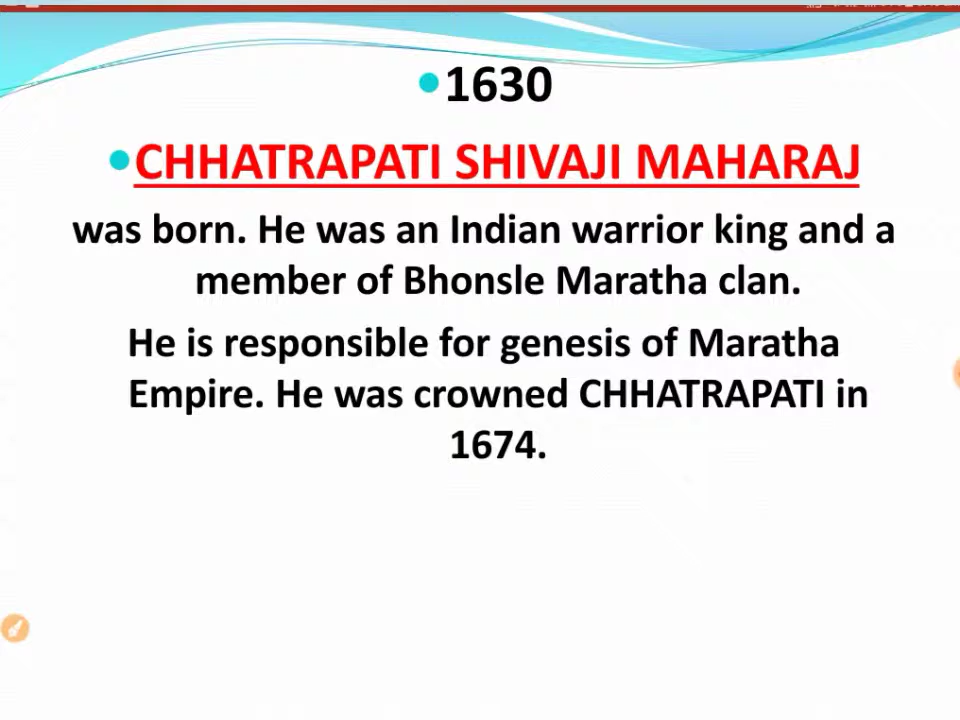 1630
CHHATRAPATI SHIVAJI MAHARAJ
was born. He was an Indian warrior king and a
member of Bhonsle Maratha clan.
He is responsible for genesis of Maratha
Empire. He was crowned CHHATRAPATI in
1674.